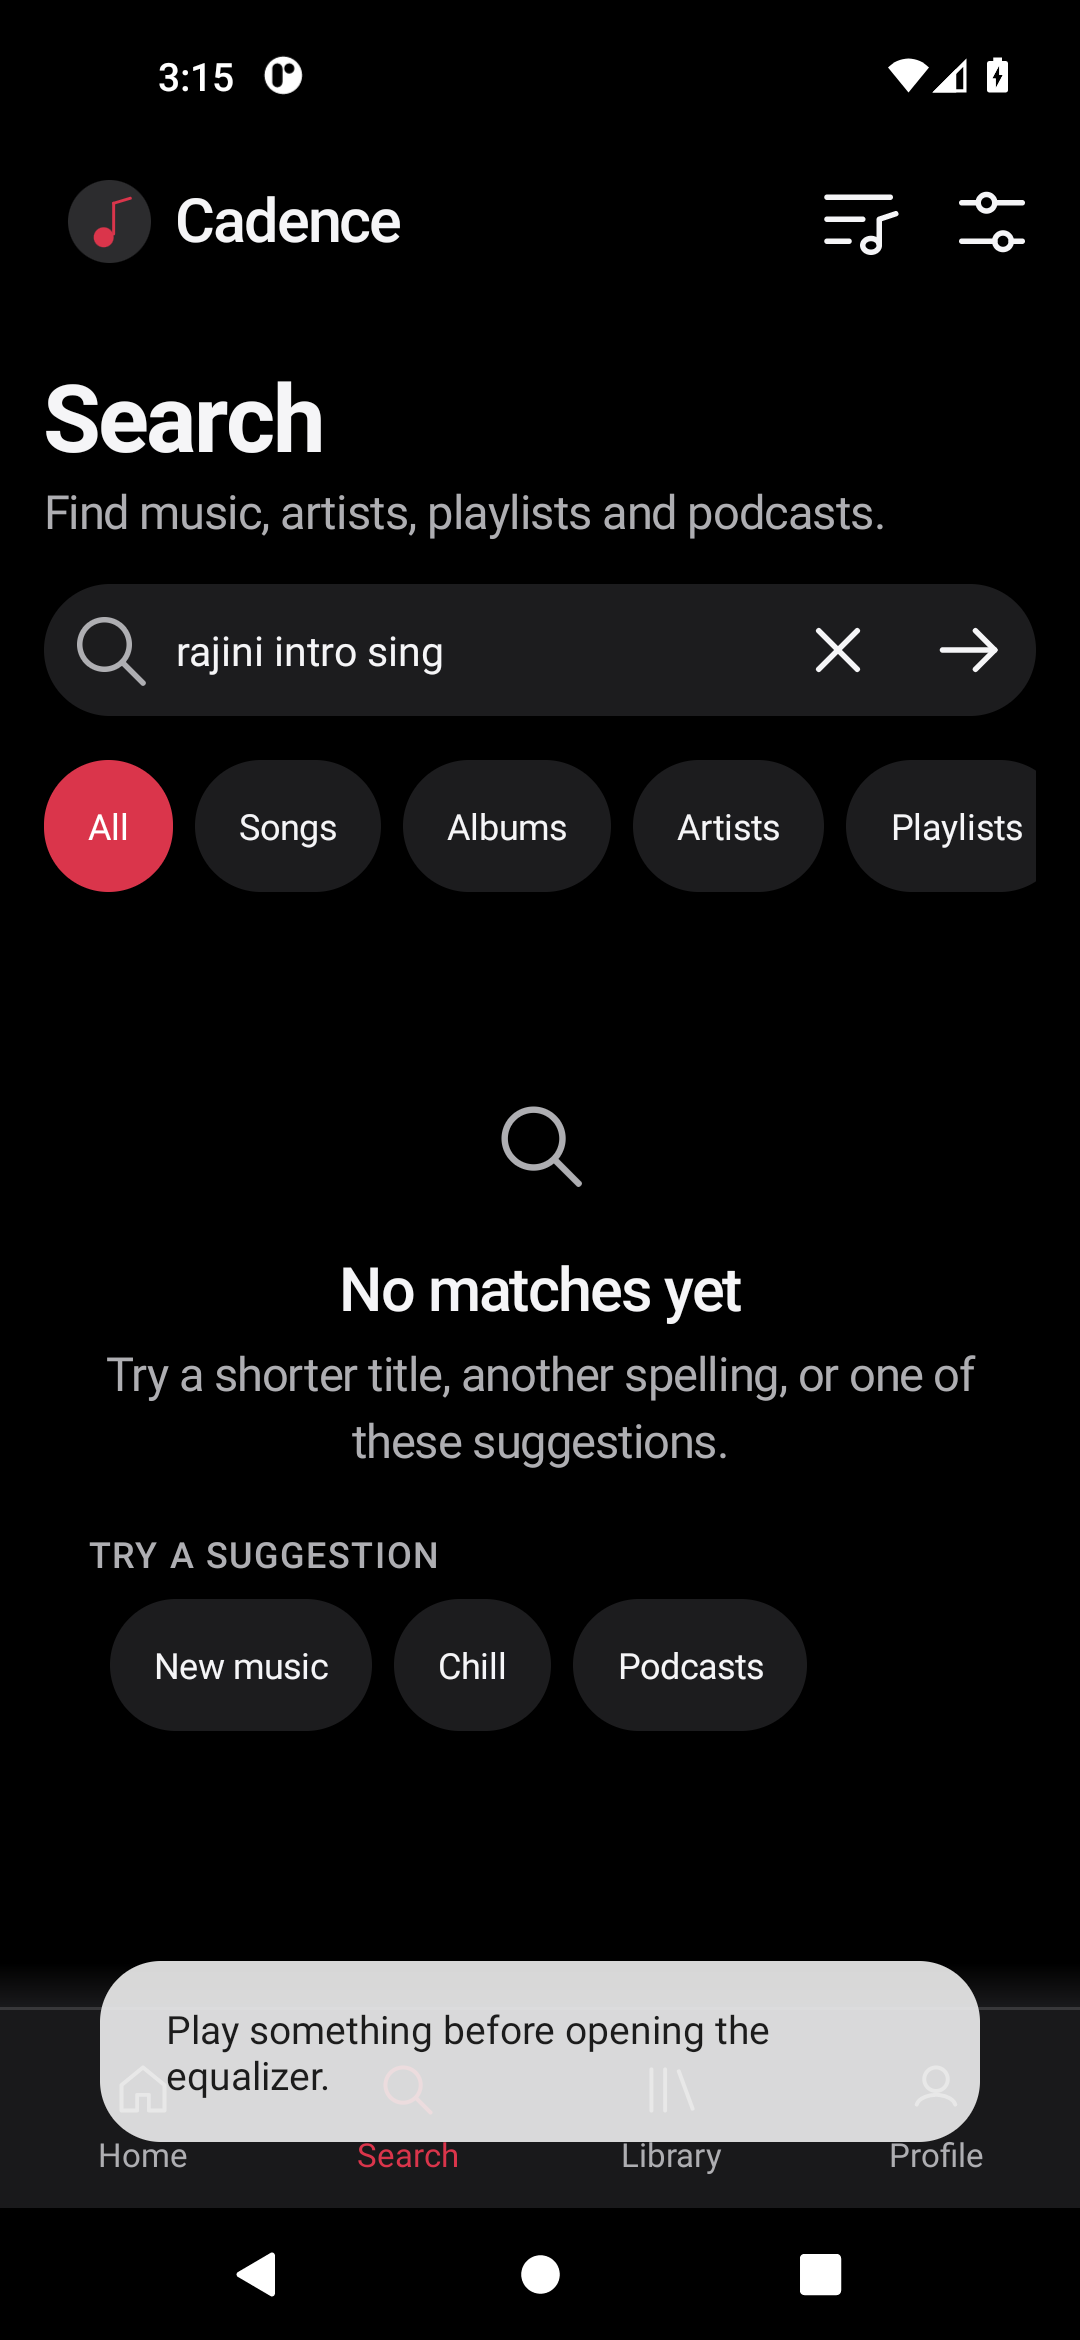 3:15
Cadence
Search
Find music, artists, playlists and podcasts.
rajini intro sing
All
Songs
Albums
Artists
Playlists
No matches yet
Try a shorter title, another spelling, or one of
these suggestions.
TRY A SUGGESTION
New music
Chill
Podcasts
Play something before opening the
equalizer.
Home
Search
Library
Profile